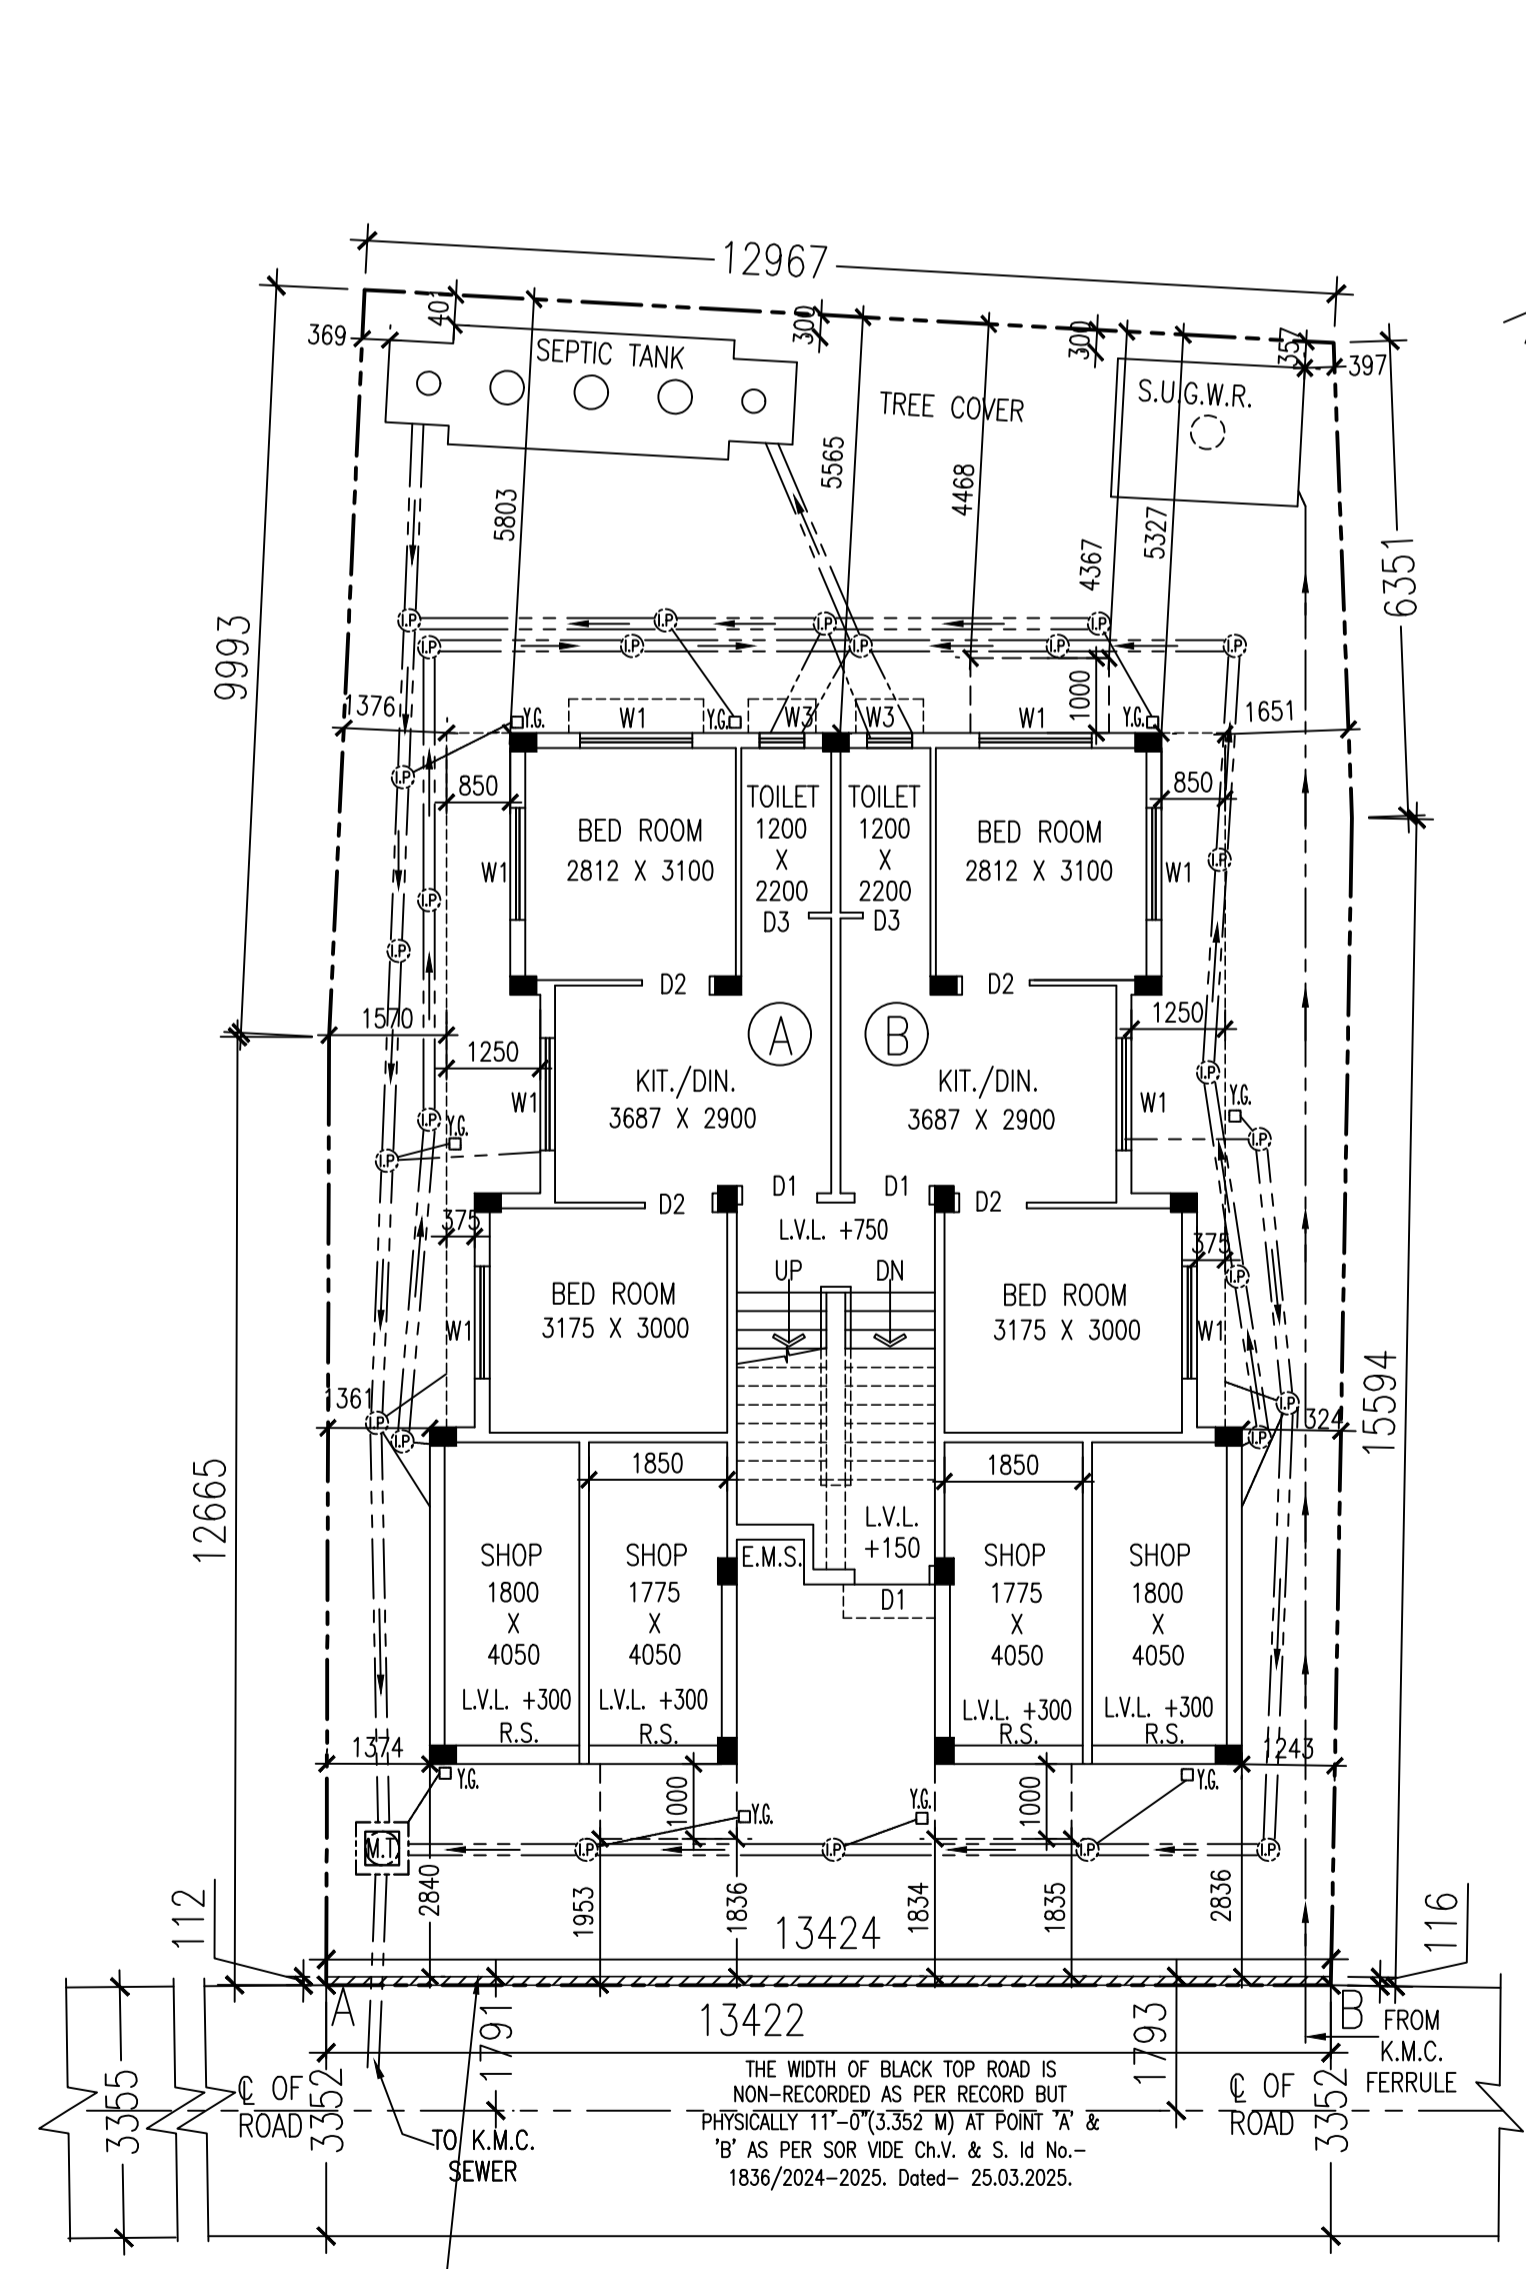 12967
369
401
SEPTIC TANK
300
300
357
397
TREE COVER
S.U.G.W.R.
5803
5565
4468
4367
5327
9993
6351
I.P
I.P
I.P
I.P
I.P
I.P
I.P
I.P
I.P
1376
Y.G.
W1
Y.G.
W3
W3
W1
1000
Y.G.
1651
I.P
850
850
TOILET
1200
X
2200
D3
TOILET
1200
X
2200
D3
BED ROOM
2812 X 3100
BED ROOM
2812 X 3100
W1
W1
I.P
I.P
I.P
D2
D2
1570
1250
A
B
1250
W1
KIT./DIN.
3687 X 2900
KIT./DIN.
3687 X 2900
W1
I.P
I.P
Y.G.
Y.G.
I.P
I.P
D2
D1
D1
D2
375
L.V.L. +750
375
UP
DN
I.P
BED ROOM
3175 X 3000
BED ROOM
3175 X 3000
W1
W1
1361
I.P
I.P
I.P
1324
I.P
15594
12665
1850
1850
L.V.L.
+150
E.M.S.
D1
SHOP
1800
X
4050
L.V.L. +300
R.S.
SHOP
1775
X
4050
L.V.L. +300
R.S.
SHOP
1775
X
4050
L.V.L. +300
R.S.
SHOP
1800
X
4050
L.V.L. +300
R.S.
1374
1243
Y.G.
1000
Y.G.
Y.G.
1000
Y.G.
M.T.
I.P
I.P
I.P
I.P
2840
1953
1836
1834
1835
2836
112
13424
116
A
B
1791
13422
1793
FROM
K.M.C.
FERRULE
3355
℄ OF
ROAD
3352
℄ OF
ROAD
3352
TO K.M.C.
SEWER
THE WIDTH OF BLACK TOP ROAD IS
NON-RECORDED AS PER RECORD BUT
PHYSICALLY 11'-0"(3.352 M) AT POINT 'A' &
'B' AS PER SOR VIDE Ch.V. & S. Id No.-
1836/2024-2025. Dated- 25.03.2025.